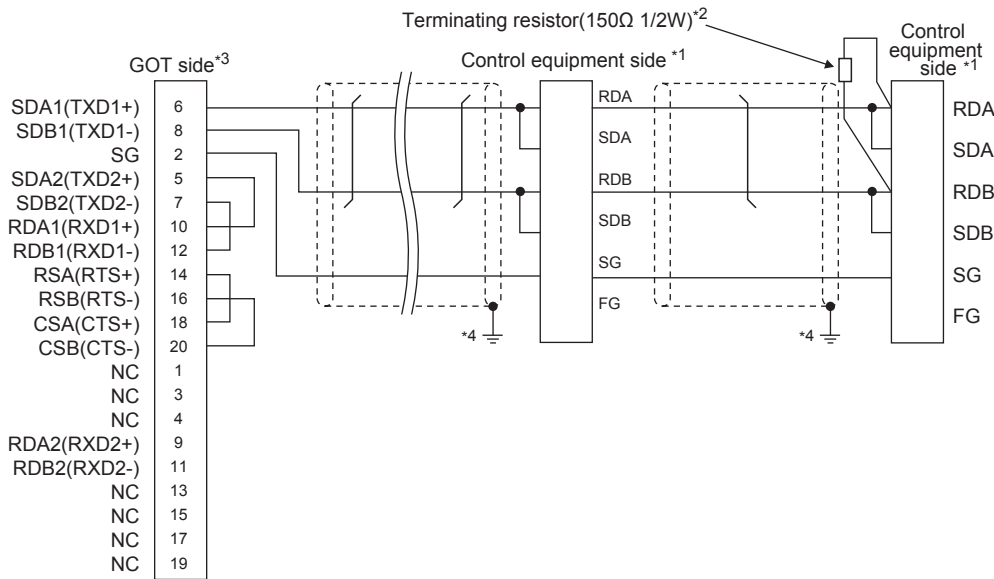 Terminating resistor(150Ω 1/2W)*2
GOT side*3
Control equipment side *1
Control
equipment
side *1
SDA1(TXD1+) 6
SDB1(TXD1-) 8
SG 2
SDA2(TXD2+) 5
SDB2(TXD2-) 7
RDA1(RXD1+) 10
RDB1(RXD1-) 12
RSA(RTS+) 14
RSB(RTS-) 16
CSA(CTS+) 18
CSB(CTS-) 20
NC 1
NC 3
NC 4
RDA2(RXD2+) 9
RDB2(RXD2-) 11
NC 13
NC 15
NC 17
NC 19
*4
RDA
SDA
RDB
SDB
SG
FG
*4
RDA
SDA
RDB
SDB
SG
FG